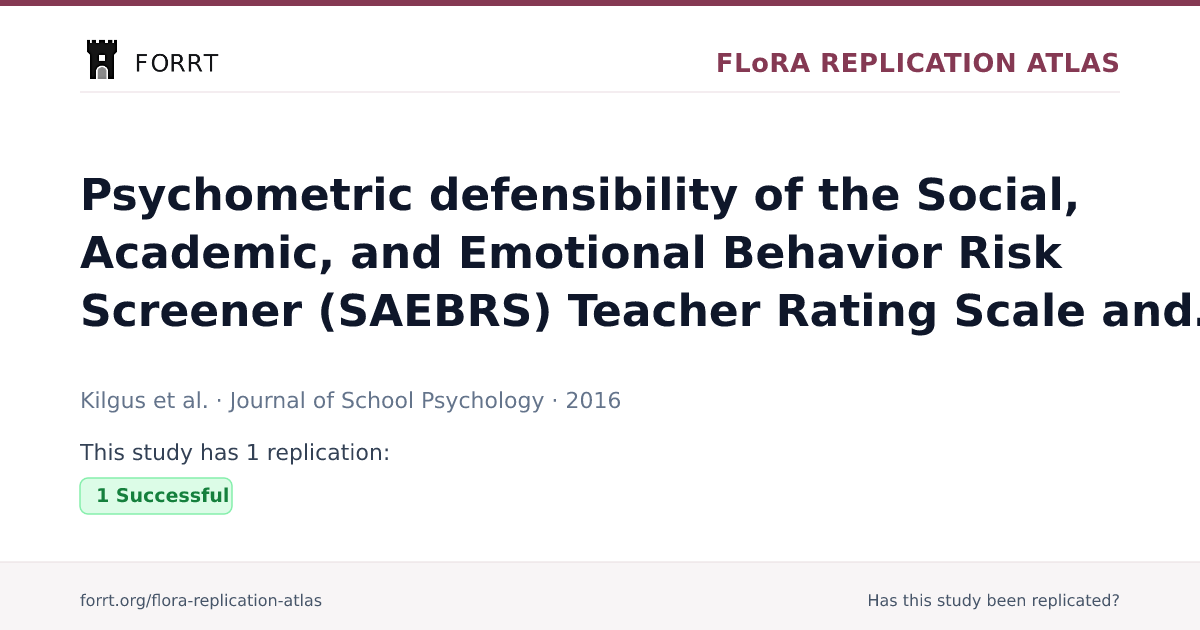 FORRT
FLoRA REPLICATION ATLAS
Psychometric defensibility of the Social,
Academic, and Emotional Behavior Risk
Screener (SAEBRS) Teacher Rating Scale and.
Kilgus et al. · Journal of School Psychology · 2016
This study has 1 replication:
1 Successful
forrt.org/flora-replication-atlas
Has this study been replicated?